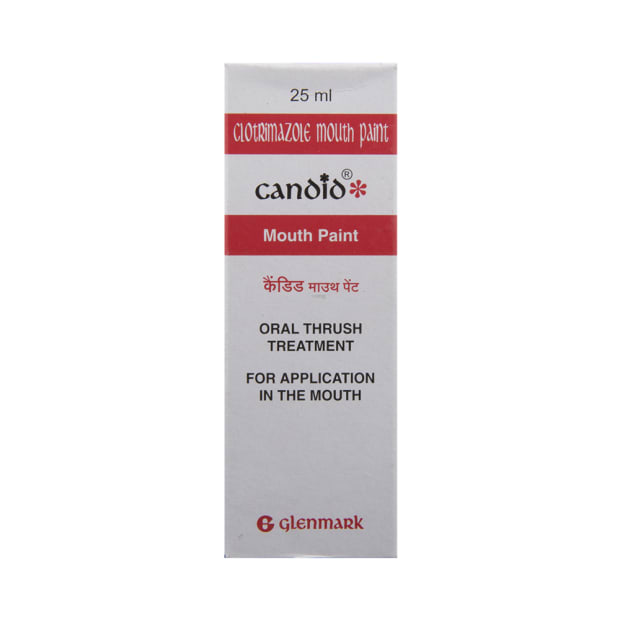 25 ml
CLOTRIMAZOLE MOUTH PAINT
candid®*
Mouth Paint
कैंडिड माउथ पेंट
ORAL THRUSH
TREATMENT
FOR APPLICATION
IN THE MOUTH
G glenmark